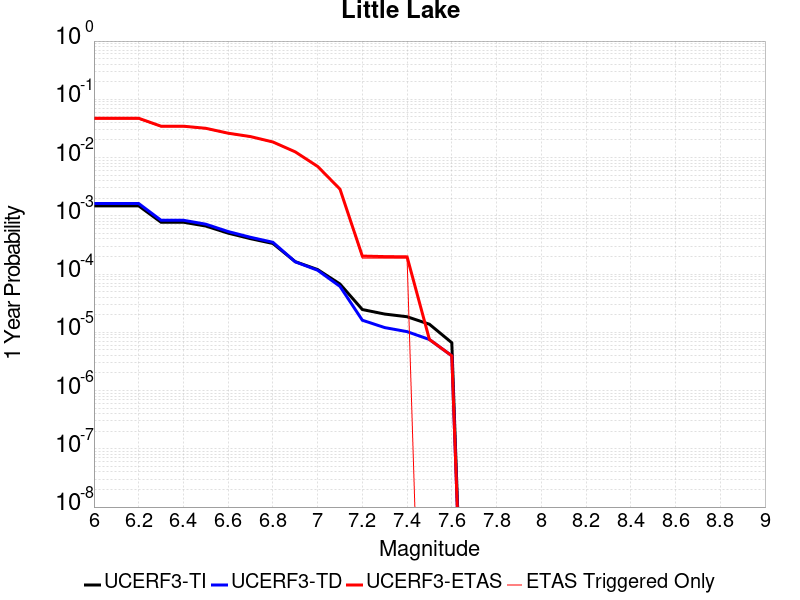 Little Lake
10^0
10^-1
10^-2
10^-3
10^-4
10^-5
10^-6
10^-7
10^-8
1 Year Probability
6 6.2 6.4 6.6 6.8 7 7.2 7.4 7.6 7.8 8 8.2 8.4 8.6 8.8 9
Magnitude
UCERF3-TI UCERF3-TD UCERF3-ETAS ETAS Triggered Only